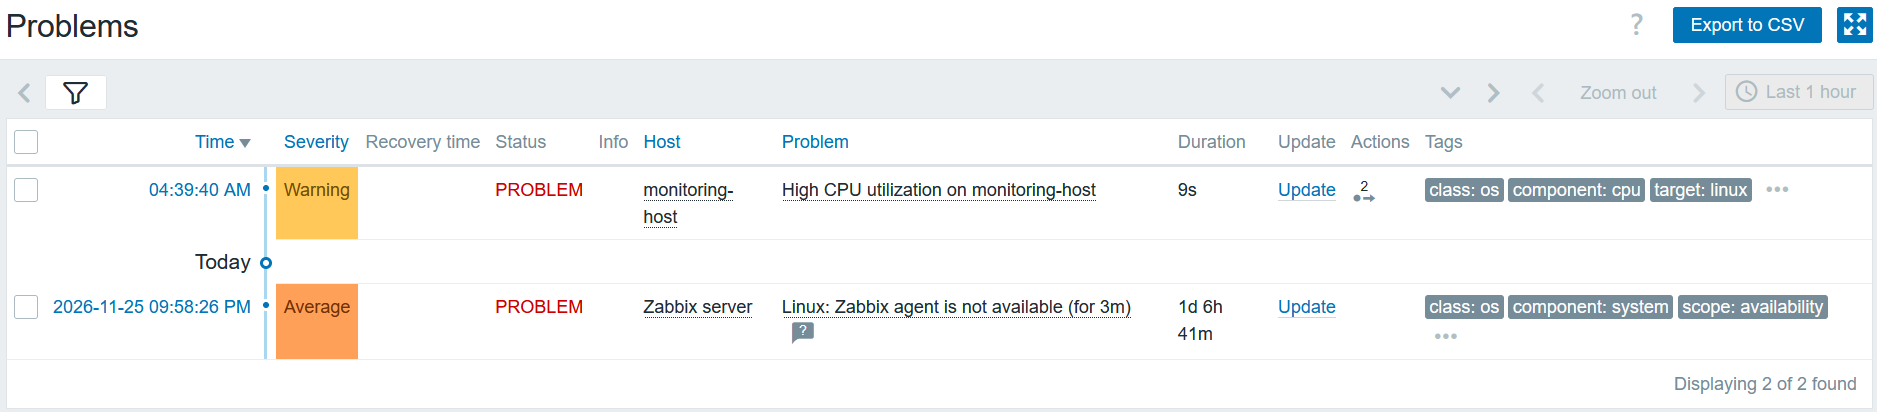 Problems
?
Export to CSV
Zoom out
Last 1 hour
Time Severity Recovery time Status Info Host Problem Duration Update Actions Tags
04:39:40 AM Warning PROBLEM monitoring- High CPU utilization on monitoring-host 9s Update 2 class: os component: cpu target: linux •••
host
Today
2026-11-25 09:58:26 PM Average PROBLEM Zabbix server Linux: Zabbix agent is not available (for 3m) 1d 6h Update class: os component: system scope: availability
? 41m •••
Displaying 2 of 2 found